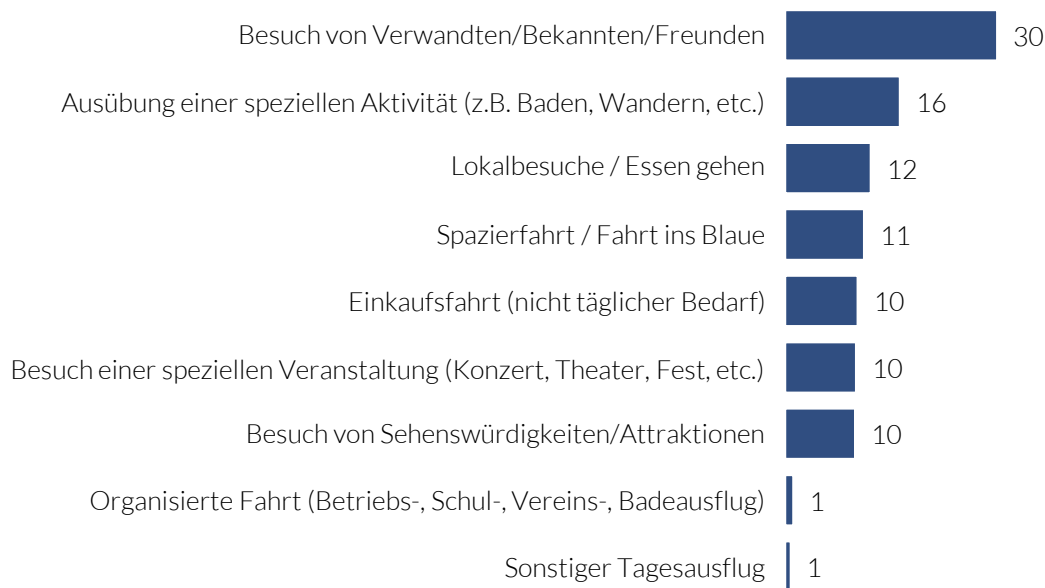 Besuch von Verwandten/Bekannten/Freunden 30
Ausübung einer speziellen Aktivität (z.B. Baden, Wandern, etc.) 16
Lokalbesuche / Essen gehen 12
Spazierfahrt / Fahrt ins Blaue 11
Einkaufsfahrt (nicht täglicher Bedarf) 10
Besuch einer speziellen Veranstaltung (Konzert, Theater, Fest, etc.) 10
Besuch von Sehenswürdigkeiten/Attraktionen 10
Organisierte Fahrt (Betriebs-, Schul-, Vereins-, Badeausflug) 1
Sonstiger Tagesausflug 1